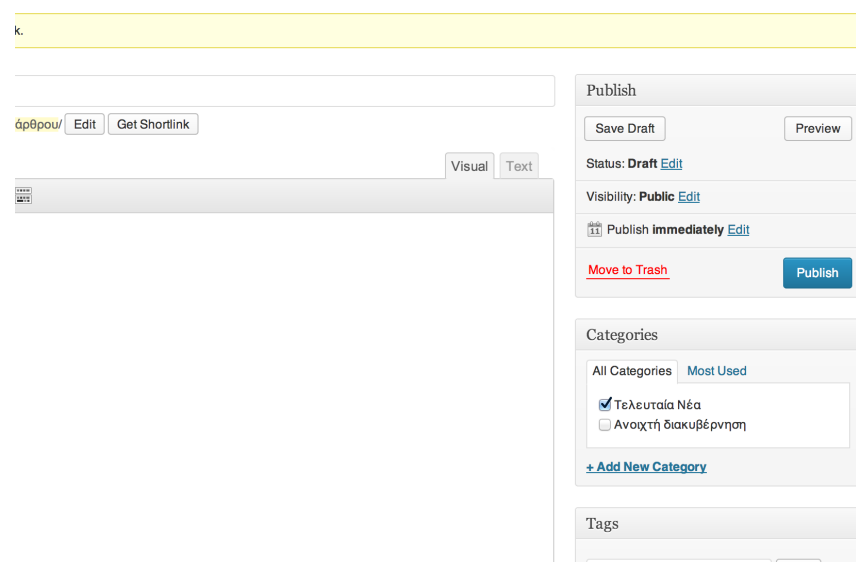 k.
άρθρου/ Edit Get Shortlink
Visual Text
Publish
Save Draft Preview
Status: Draft Edit
Visibility: Public Edit
11 Publish immediately Edit
Move to Trash Publish
Categories
All Categories Most Used
Τελευταία Νέα
Ανοιχτή διακυβέρνηση
+ Add New Category
Tags